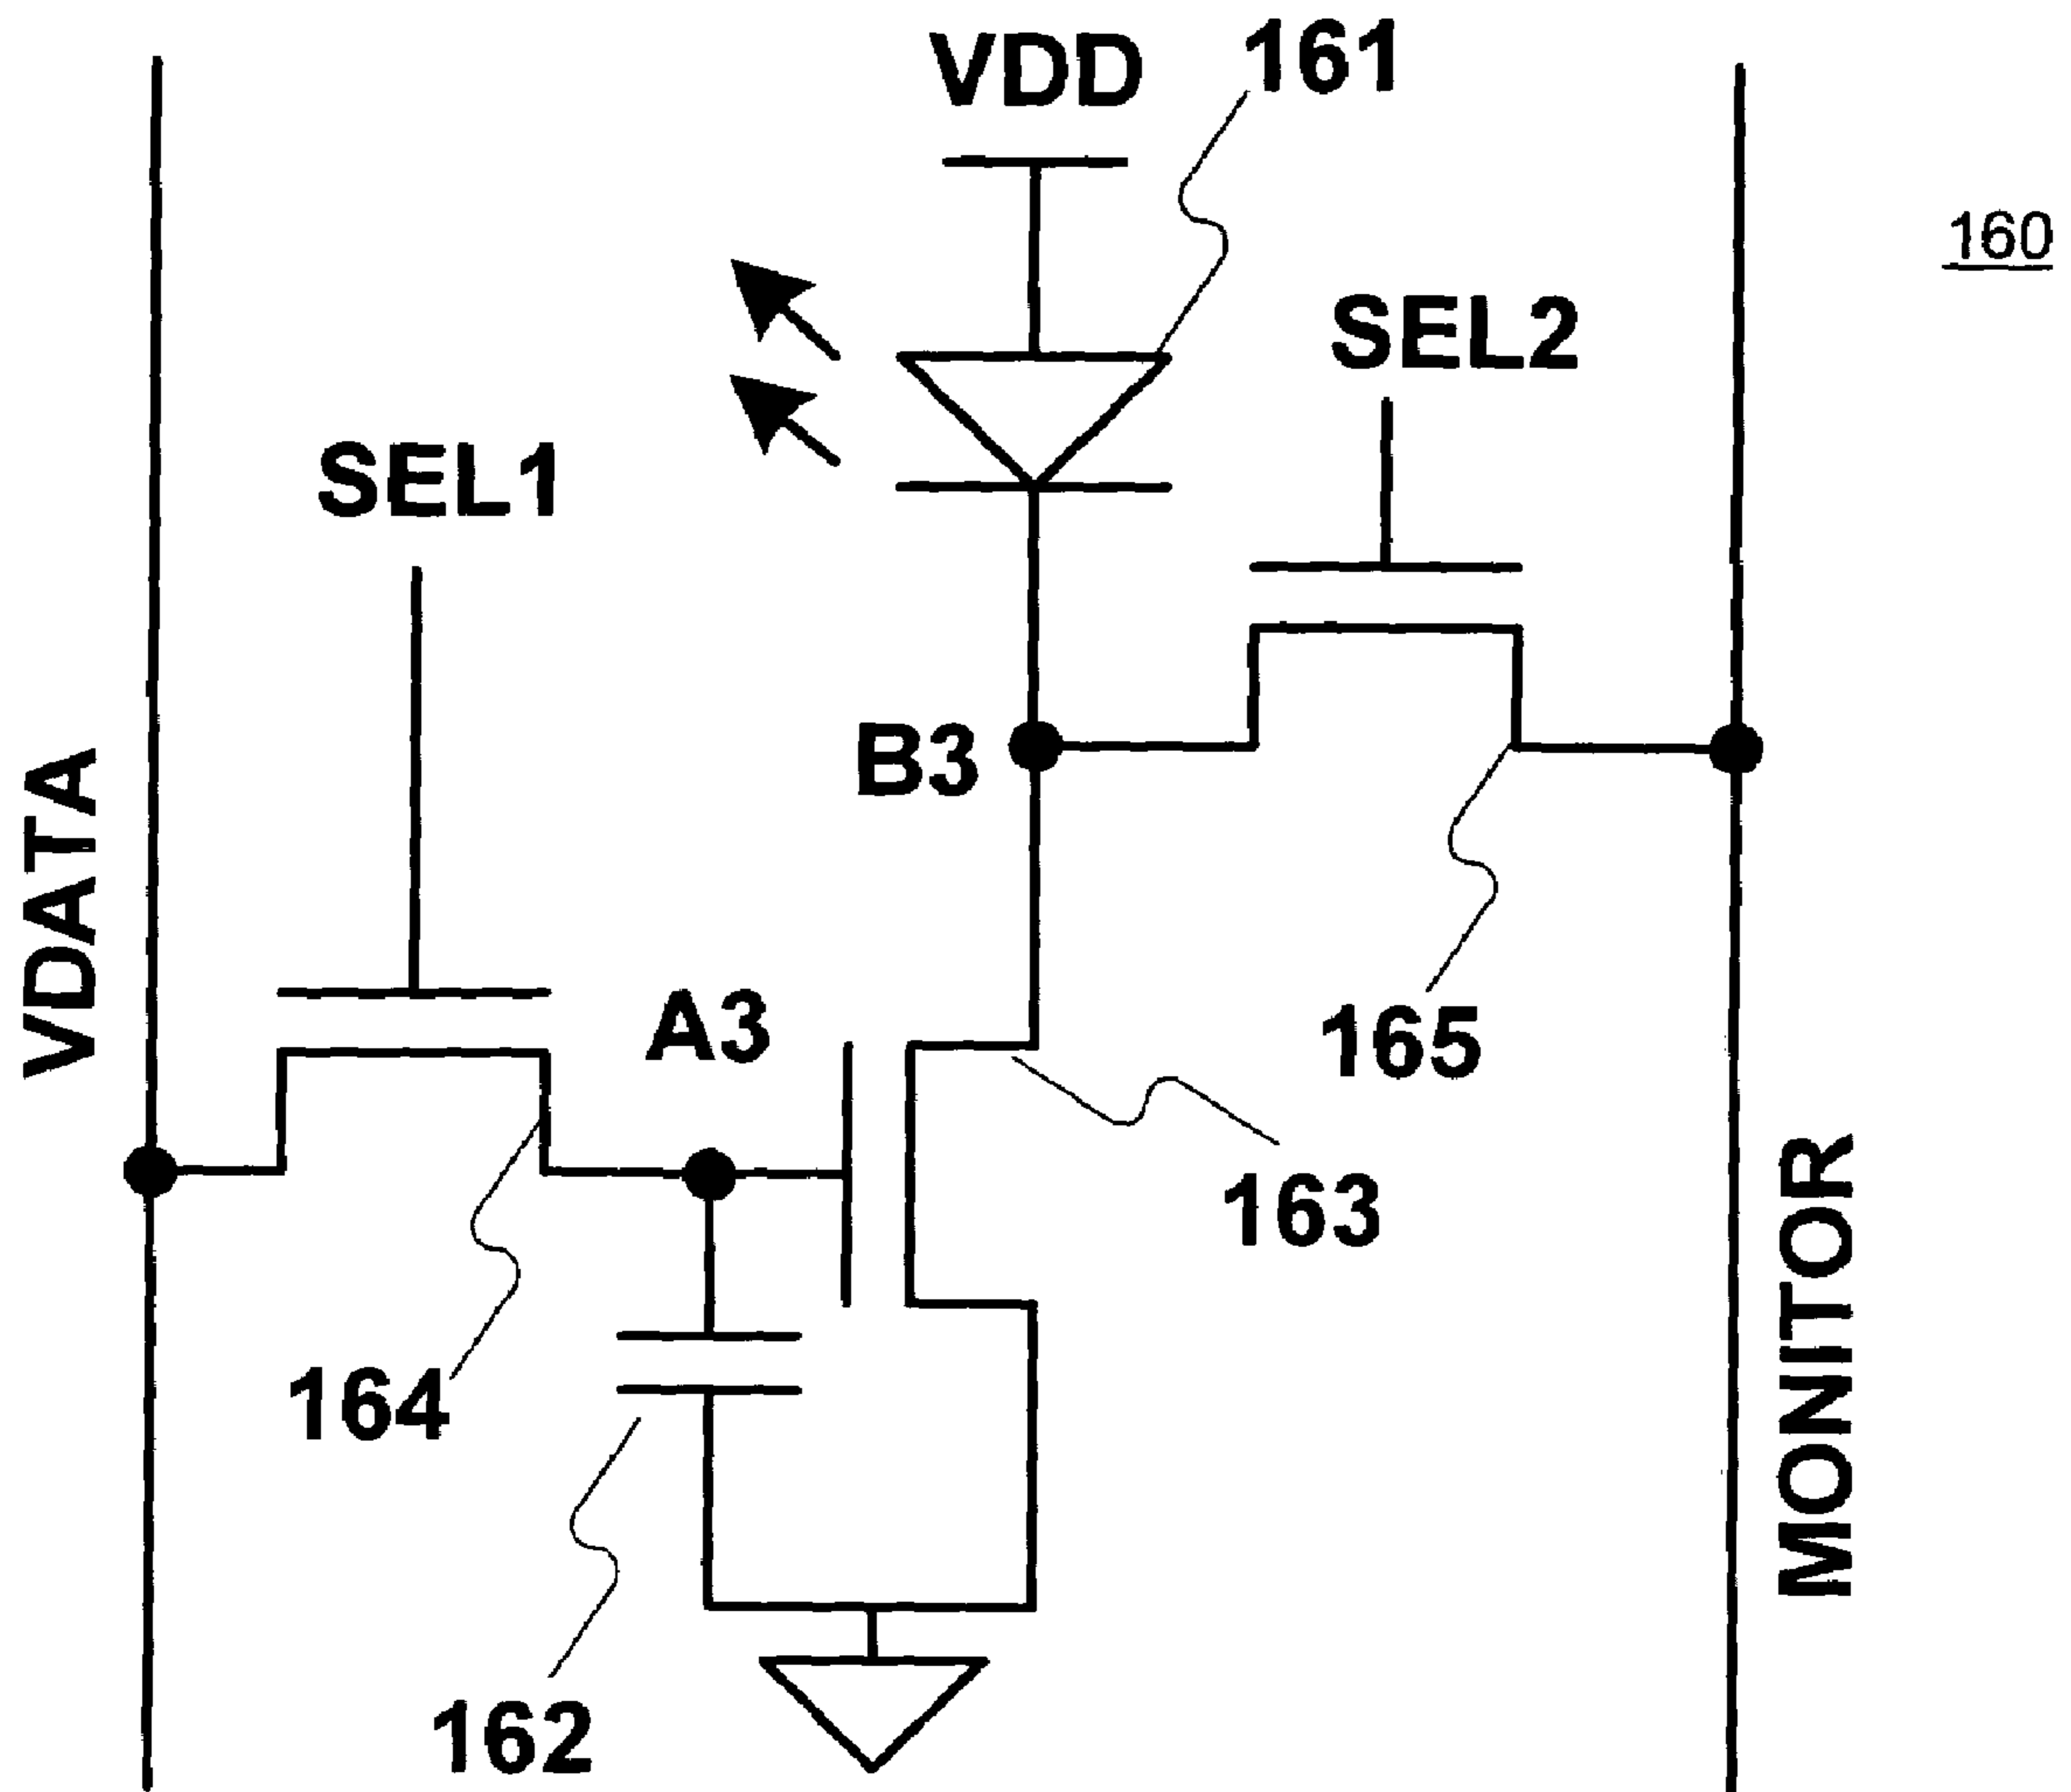 VDD
161
160
SEL2
SEL1
B3
VDATA
A3
165
163
MONITOR
164
162